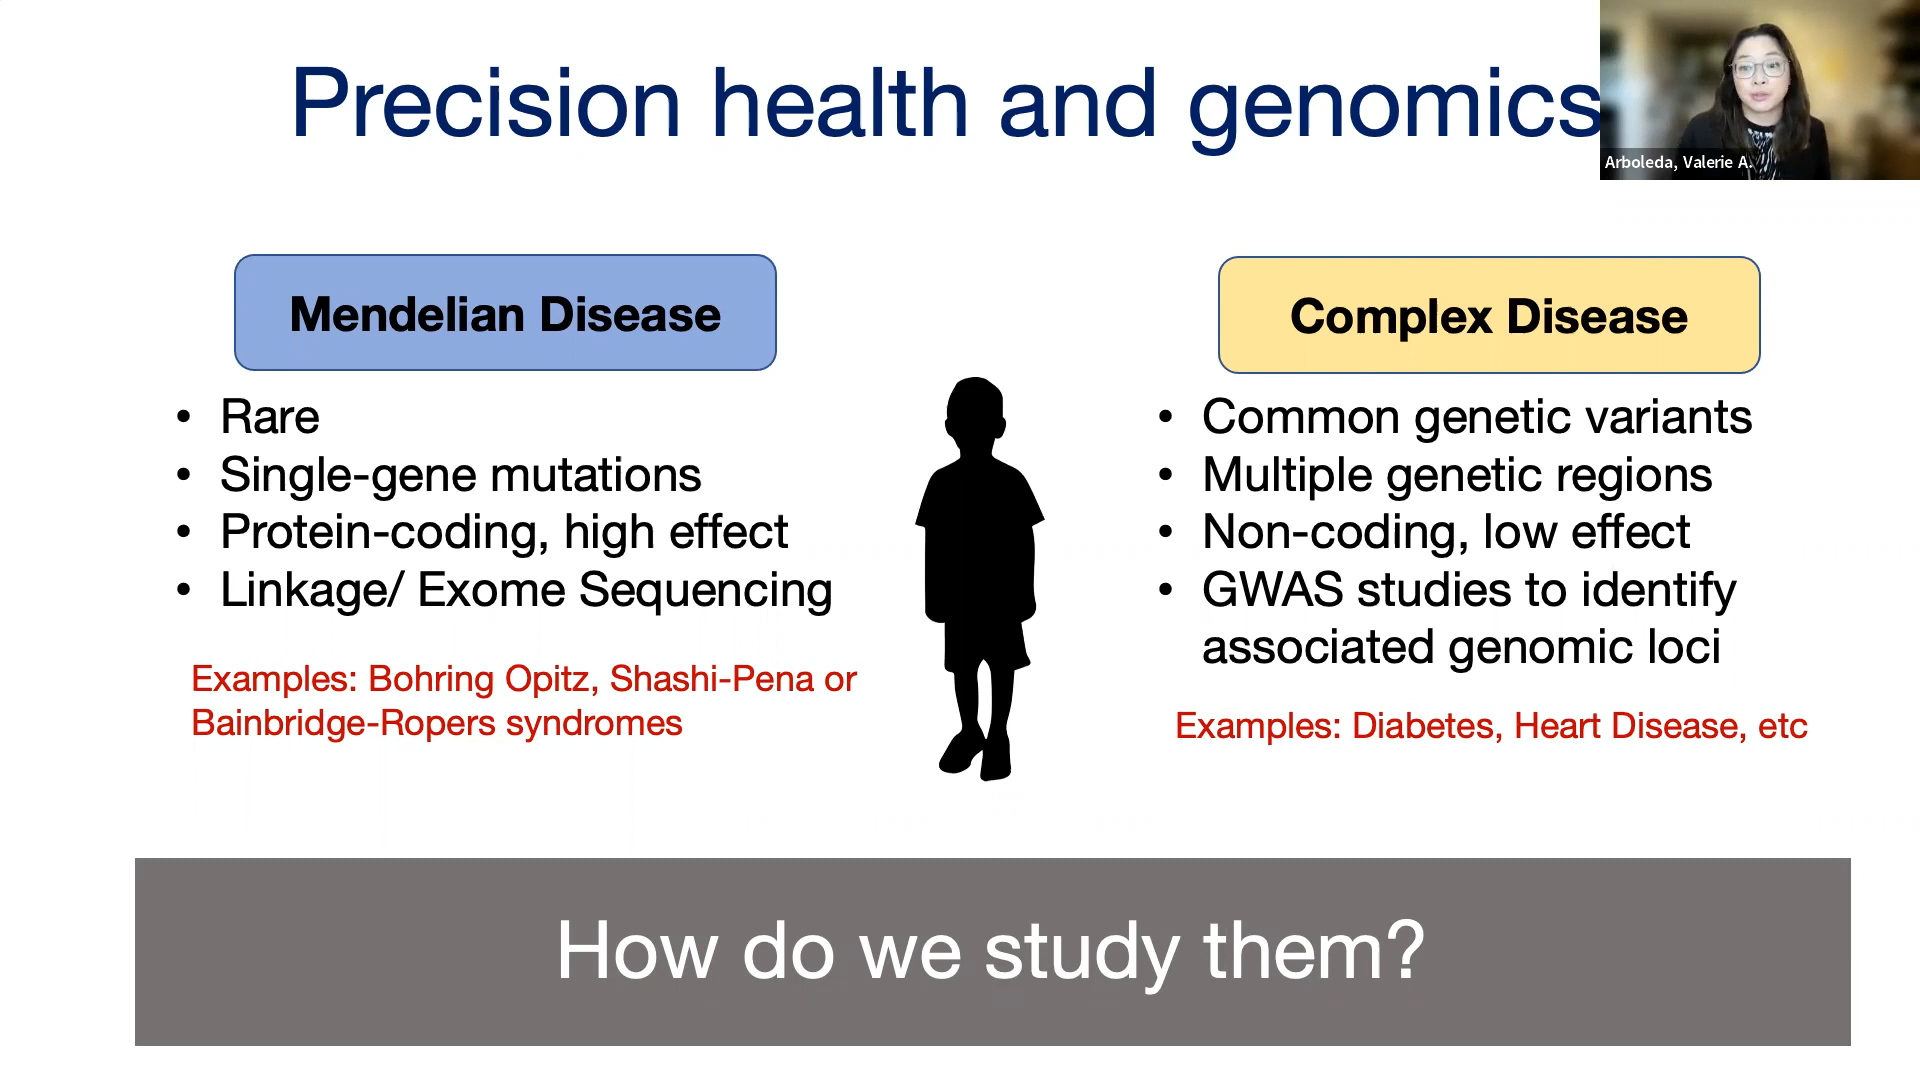 Precision health and genomics
Arboleda, Valerie A.
Mendelian Disease
• Rare
• Single-gene mutations
• Protein-coding, high effect
• Linkage/ Exome Sequencing
Examples: Bohring Opitz, Shashi-Pena or
Bainbridge-Ropers syndromes
Complex Disease
• Common genetic variants
• Multiple genetic regions
• Non-coding, low effect
• GWAS studies to identify
associated genomic loci
Examples: Diabetes, Heart Disease, etc
How do we study them?